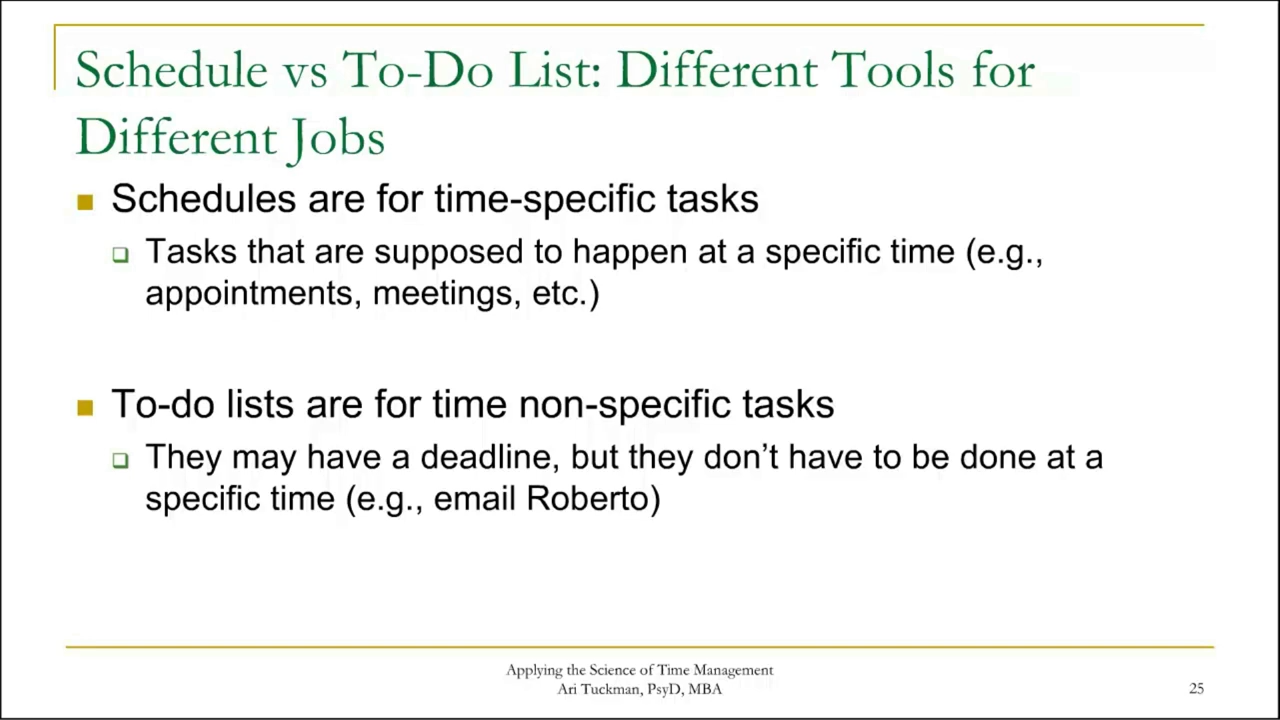 Schedule vs To-Do List: Different Tools for
Different Jobs
Schedules are for time-specific tasks
Tasks that are supposed to happen at a specific time (e.g.,
appointments, meetings, etc.)
To-do lists are for time non-specific tasks
They may have a deadline, but they don’t have to be done at a
specific time (e.g., email Roberto)
Applying the Science of Time Management
Ari Tuckman, PsyD, MBA
25